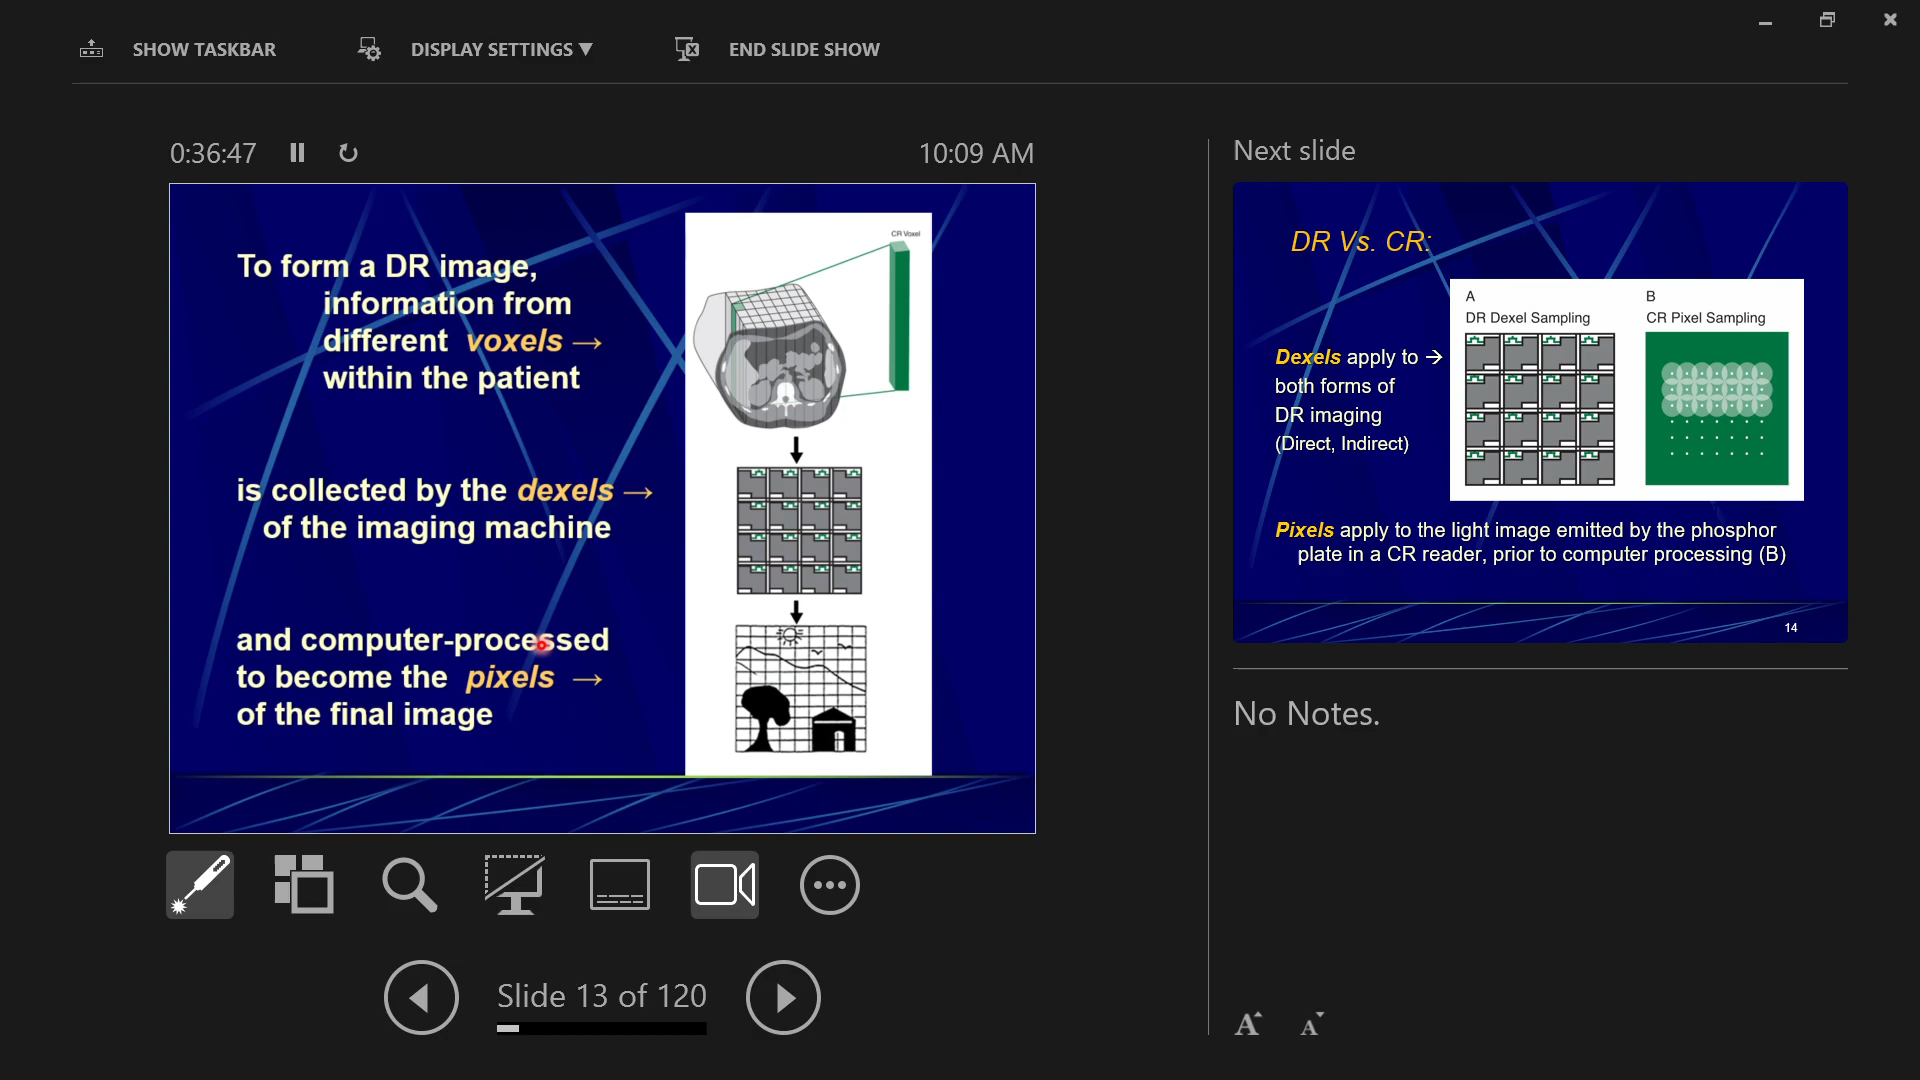 SHOW TASKBAR
DISPLAY SETTINGS ▼
END SLIDE SHOW
0:36:47
10:09 AM
To form a DR image,
information from
different voxels →
within the patient
is collected by the dexels →
of the imaging machine
and computer-processed
to become the pixels →
of the final image
CR Voxel
Slide 13 of 120
Next slide
DR Vs. CR:
A
DR Dexel Sampling
B
CR Pixel Sampling
Dexels apply to →
both forms of
DR imaging
(Direct, Indirect)
Pixels apply to the light image emitted by the phosphor
plate in a CR reader, prior to computer processing (B)
14
No Notes.
A
A